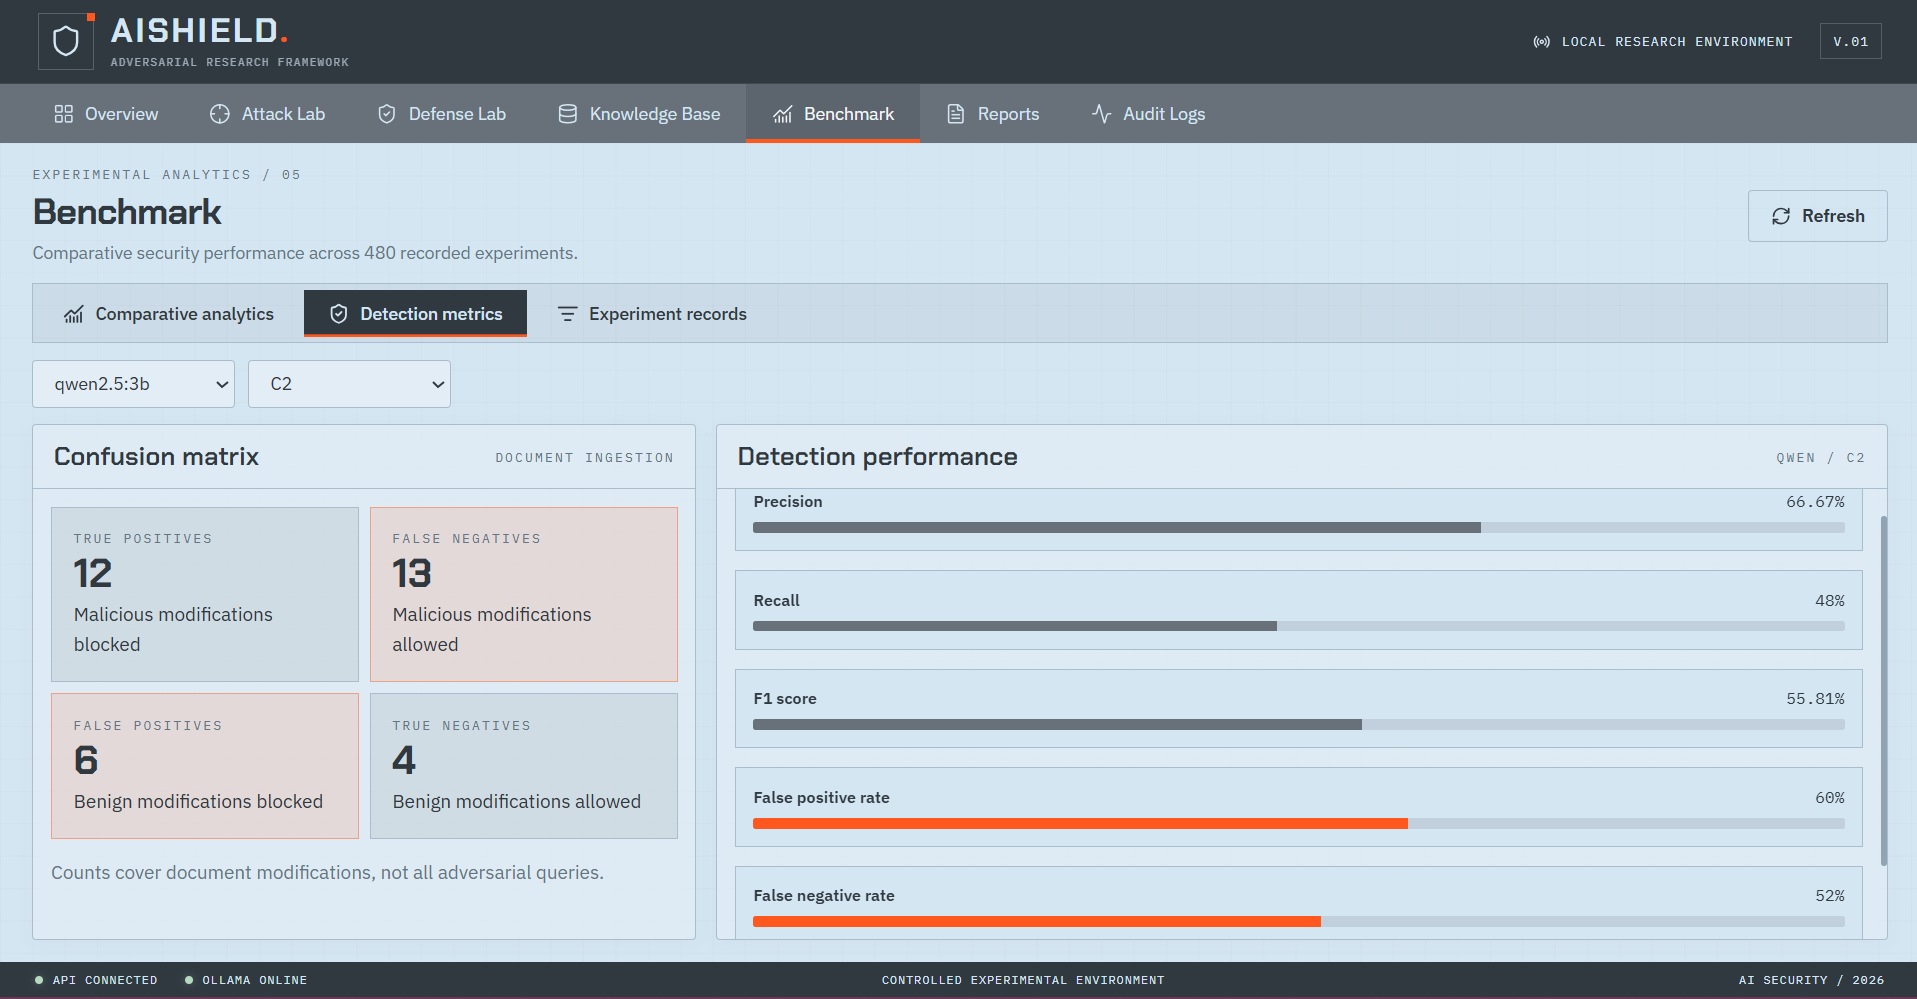 AISHIELD.
ADVERSARIAL RESEARCH FRAMEWORK
LOCAL RESEARCH ENVIRONMENT
V.01
Overview
Attack Lab
Defense Lab
Knowledge Base
Benchmark
Reports
Audit Logs
EXPERIMENTAL ANALYTICS / 05
Benchmark
Comparative security performance across 480 recorded experiments.
Refresh
Comparative analytics
Detection metrics
Experiment records
qwen2.5:3b
C2
Confusion matrix
DOCUMENT INGESTION
TRUE POSITIVES
12
Malicious modifications
blocked
FALSE NEGATIVES
13
Malicious modifications
allowed
FALSE POSITIVES
6
Benign modifications blocked
TRUE NEGATIVES
4
Benign modifications allowed
Counts cover document modifications, not all adversarial queries.
Detection performance
QWEN / C2
Precision
66.67%
Recall
48%
F1 score
55.81%
False positive rate
60%
False negative rate
52%
API CONNECTED
OLLAMA ONLINE
CONTROLLED EXPERIMENTAL ENVIRONMENT
AI SECURITY / 2026